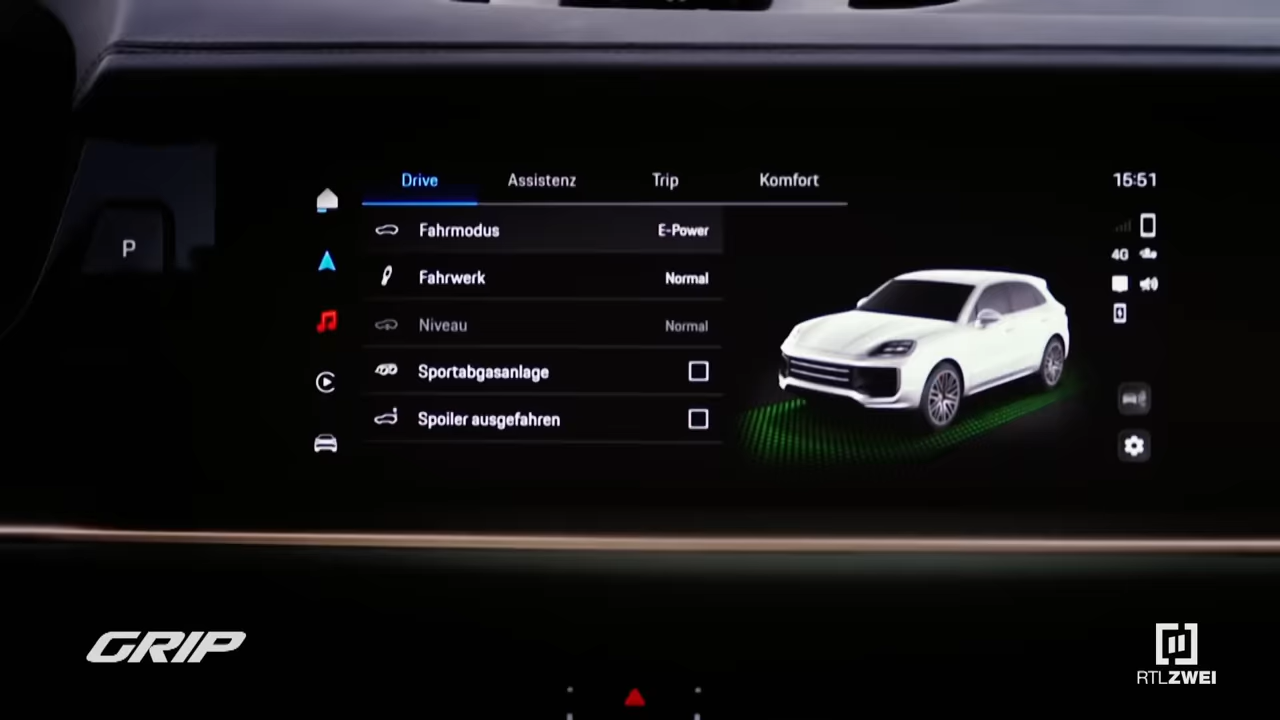 Drive
Assistenz
Trip
Komfort
15:51
Fahrmodus
E-Power
P
4G
Fahrwerk
Normal
Niveau
Normal
Sportabgasanlage
Spoiler ausgefahren
GRIP
RTLZWEI